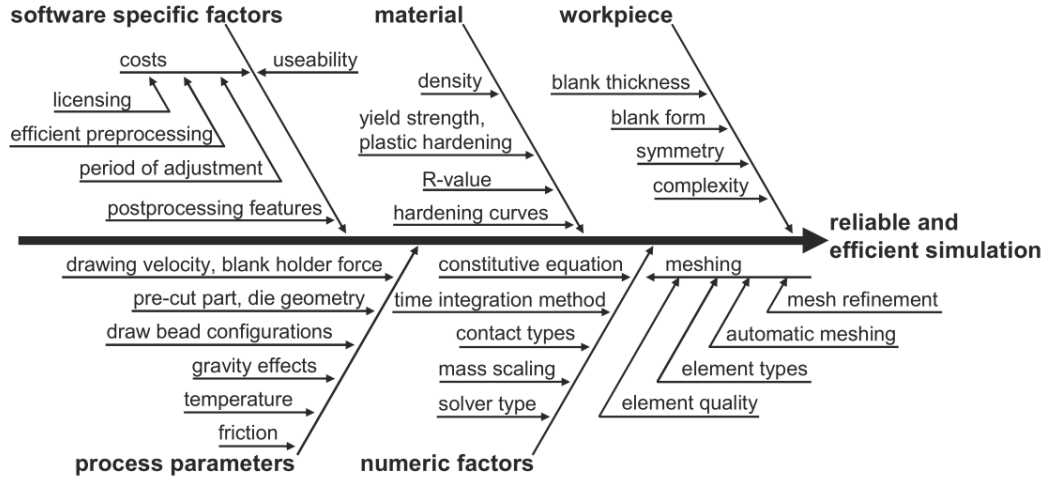 software specific factors
material
workpiece
costs
useability
licensing
efficient preprocessing
period of adjustment
postprocessing features
density
yield strength,
plastic hardening
R-value
hardening curves
blank thickness
blank form
symmetry
complexity
reliable and
efficient simulation
drawing velocity, blank holder force
pre-cut part, die geometry
draw bead configurations
gravity effects
temperature
friction
process parameters
constitutive equation
time integration method
contact types
mass scaling
solver type
numeric factors
meshing
mesh refinement
automatic meshing
element types
element quality